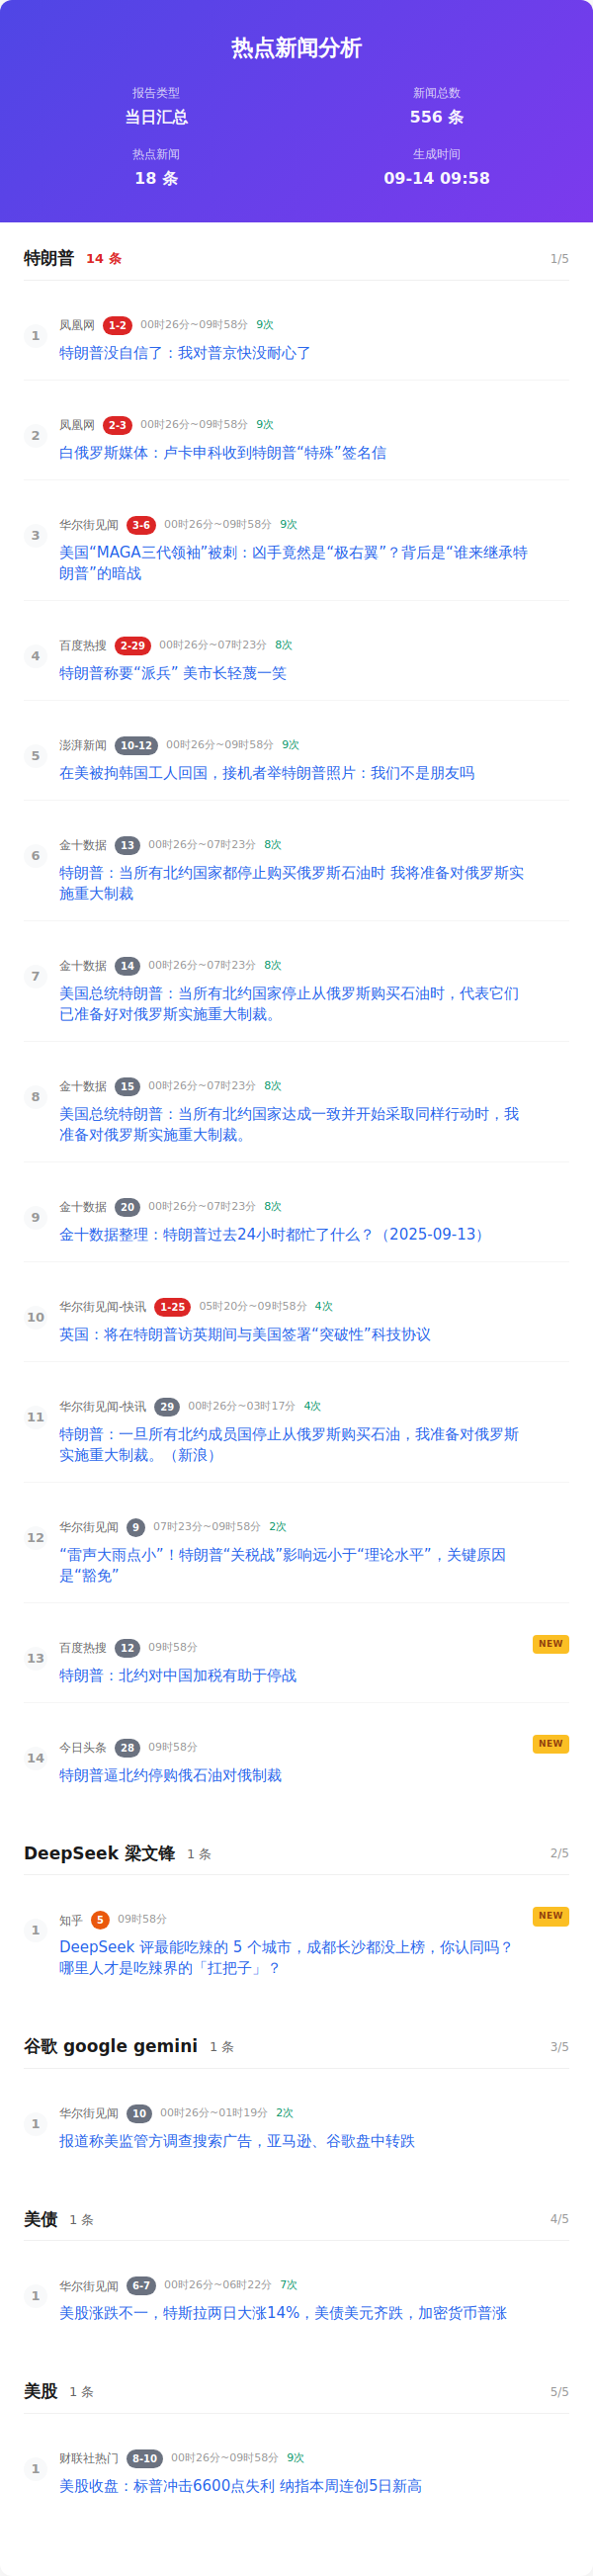 热点新闻分析
报告类型
新闻总数
当日汇总
556 条
热点新闻
生成时间
18 条
09-14 09:58
特朗普 14 条 1/5
1 凤凰网 1-2 00时26分~09时58分 9次
特朗普没自信了：我对普京快没耐心了
2 凤凰网 2-3 00时26分~09时58分 9次
白俄罗斯媒体：卢卡申科收到特朗普“特殊”签名信
3 华尔街见闻 3-6 00时26分~09时58分 9次
美国“MAGA三代领袖”被刺：凶手竟然是“极右翼”？背后是“谁来继承特
朗普”的暗战
4 百度热搜 2-29 00时26分~07时23分 8次
特朗普称要“派兵” 美市长轻蔑一笑
5 澎湃新闻 10-12 00时26分~09时58分 9次
在美被拘韩国工人回国，接机者举特朗普照片：我们不是朋友吗
6 金十数据 13 00时26分~07时23分 8次
特朗普：当所有北约国家都停止购买俄罗斯石油时 我将准备对俄罗斯实
施重大制裁
7 金十数据 14 00时26分~07时23分 8次
美国总统特朗普：当所有北约国家停止从俄罗斯购买石油时，代表它们
已准备好对俄罗斯实施重大制裁。
8 金十数据 15 00时26分~07时23分 8次
美国总统特朗普：当所有北约国家达成一致并开始采取同样行动时，我
准备对俄罗斯实施重大制裁。
9 金十数据 20 00时26分~07时23分 8次
金十数据整理：特朗普过去24小时都忙了什么？（2025-09-13）
10 华尔街见闻-快讯 1-25 05时20分~09时58分 4次
英国：将在特朗普访英期间与美国签署“突破性”科技协议
11 华尔街见闻-快讯 29 00时26分~03时17分 4次
特朗普：一旦所有北约成员国停止从俄罗斯购买石油，我准备对俄罗斯
实施重大制裁。（新浪）
12 华尔街见闻 9 07时23分~09时58分 2次
“雷声大雨点小”！特朗普“关税战”影响远小于“理论水平”，关键原因
是“豁免”
13 百度热搜 12 09时58分 NEW
特朗普：北约对中国加税有助于停战
14 今日头条 28 09时58分 NEW
特朗普逼北约停购俄石油对俄制裁
DeepSeek 梁文锋 1 条 2/5
1 知乎 5 09时58分 NEW
DeepSeek 评最能吃辣的 5 个城市，成都长沙都没上榜，你认同吗？
哪里人才是吃辣界的「扛把子」？
谷歌 google gemini 1 条 3/5
1 华尔街见闻 10 00时26分~01时19分 2次
报道称美监管方调查搜索广告，亚马逊、谷歌盘中转跌
美债 1 条 4/5
1 华尔街见闻 6-7 00时26分~06时22分 7次
美股涨跌不一，特斯拉两日大涨14%，美债美元齐跌，加密货币普涨
美股 1 条 5/5
1 财联社热门 8-10 00时26分~09时58分 9次
美股收盘：标普冲击6600点失利 纳指本周连创5日新高